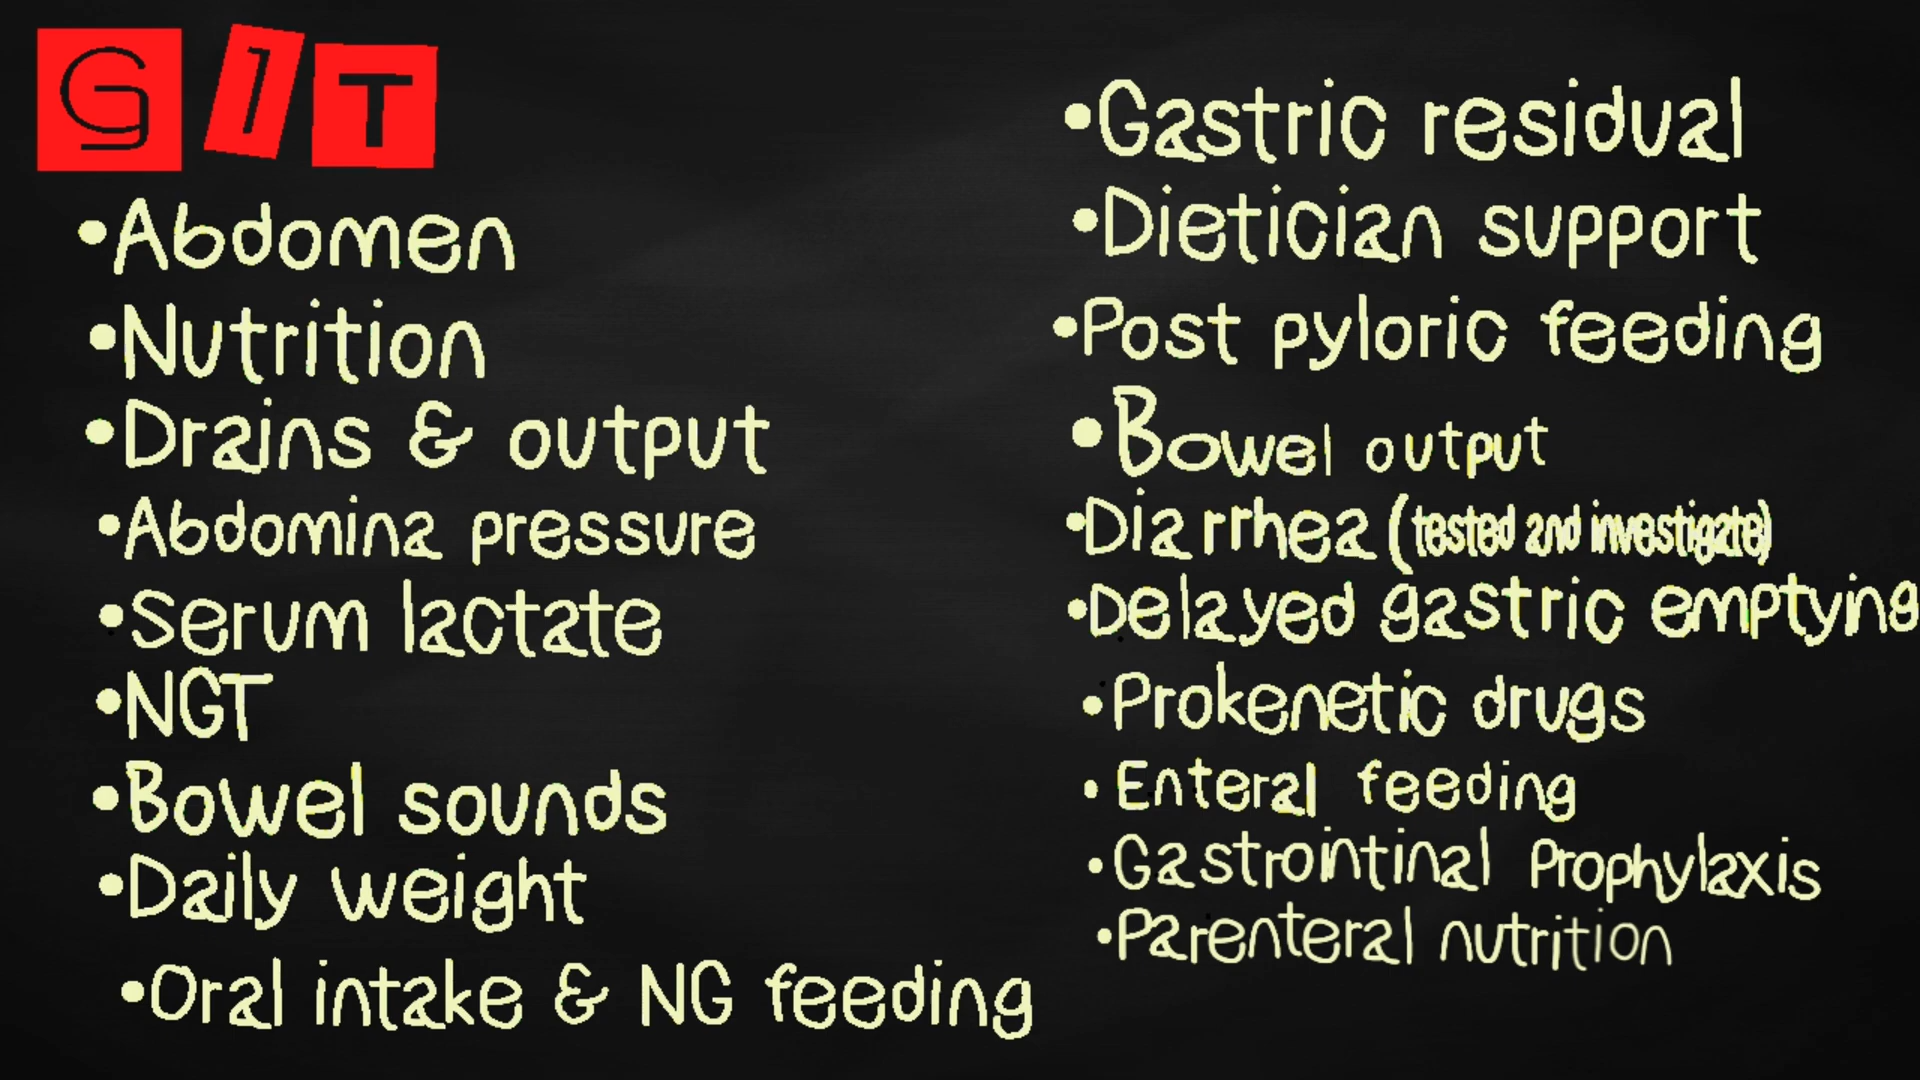 GIT
•Abdomen
•Nutrition
•Drains & output
•Abdomina pressure
•Serum lactate
•NGT
•Bowel sounds
•Daily weight
•Oral intake & NG feeding
•Gastric residual
•Dietician support
•Post pyloric feeding
•Bowel output
•Diarrhea (tested and investigate)
•Delayed gastric emptying
•Prokenetic drugs
•Enteral feeding
•Gastrointinal Prophylaxis
•Parenteral nutrition